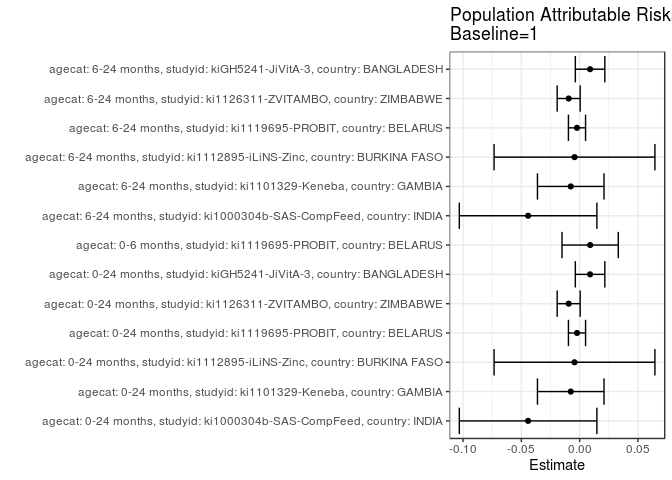 Population Attributable Risk
Baseline=1
agecat: 6-24 months, studyid: kiGH5241-JiVitA-3, country: BANGLADESH
agecat: 6-24 months, studyid: ki1126311-ZVITAMBO, country: ZIMBABWE
agecat: 6-24 months, studyid: ki1119695-PROBIT, country: BELARUS
agecat: 6-24 months, studyid: ki1112895-iLiNS-Zinc, country: BURKINA FASO
agecat: 6-24 months, studyid: ki1101329-Keneba, country: GAMBIA
agecat: 6-24 months, studyid: ki1000304b-SAS-CompFeed, country: INDIA
agecat: 0-6 months, studyid: ki1119695-PROBIT, country: BELARUS
agecat: 0-24 months, studyid: kiGH5241-JiVitA-3, country: BANGLADESH
agecat: 0-24 months, studyid: ki1126311-ZVITAMBO, country: ZIMBABWE
agecat: 0-24 months, studyid: ki1119695-PROBIT, country: BELARUS
agecat: 0-24 months, studyid: ki1112895-iLiNS-Zinc, country: BURKINA FASO
agecat: 0-24 months, studyid: ki1101329-Keneba, country: GAMBIA
agecat: 0-24 months, studyid: ki1000304b-SAS-CompFeed, country: INDIA
-0.10 -0.05 0.00 0.05
Estimate